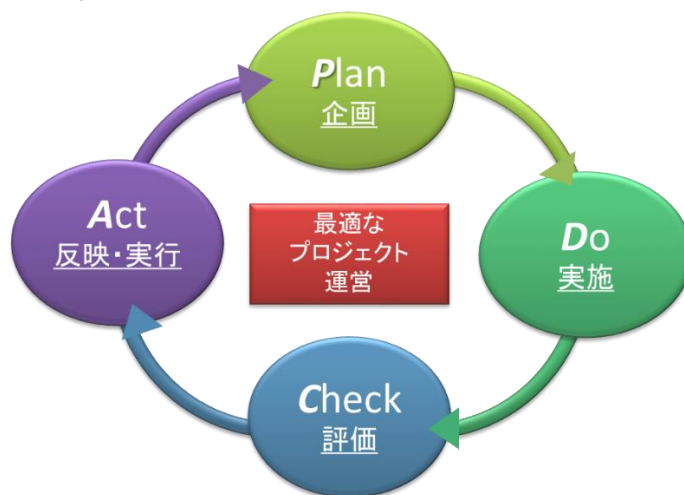 Plan
企画
Do
実施
Check
評価
Act
反映・実行
最適な
プロジェクト
運営